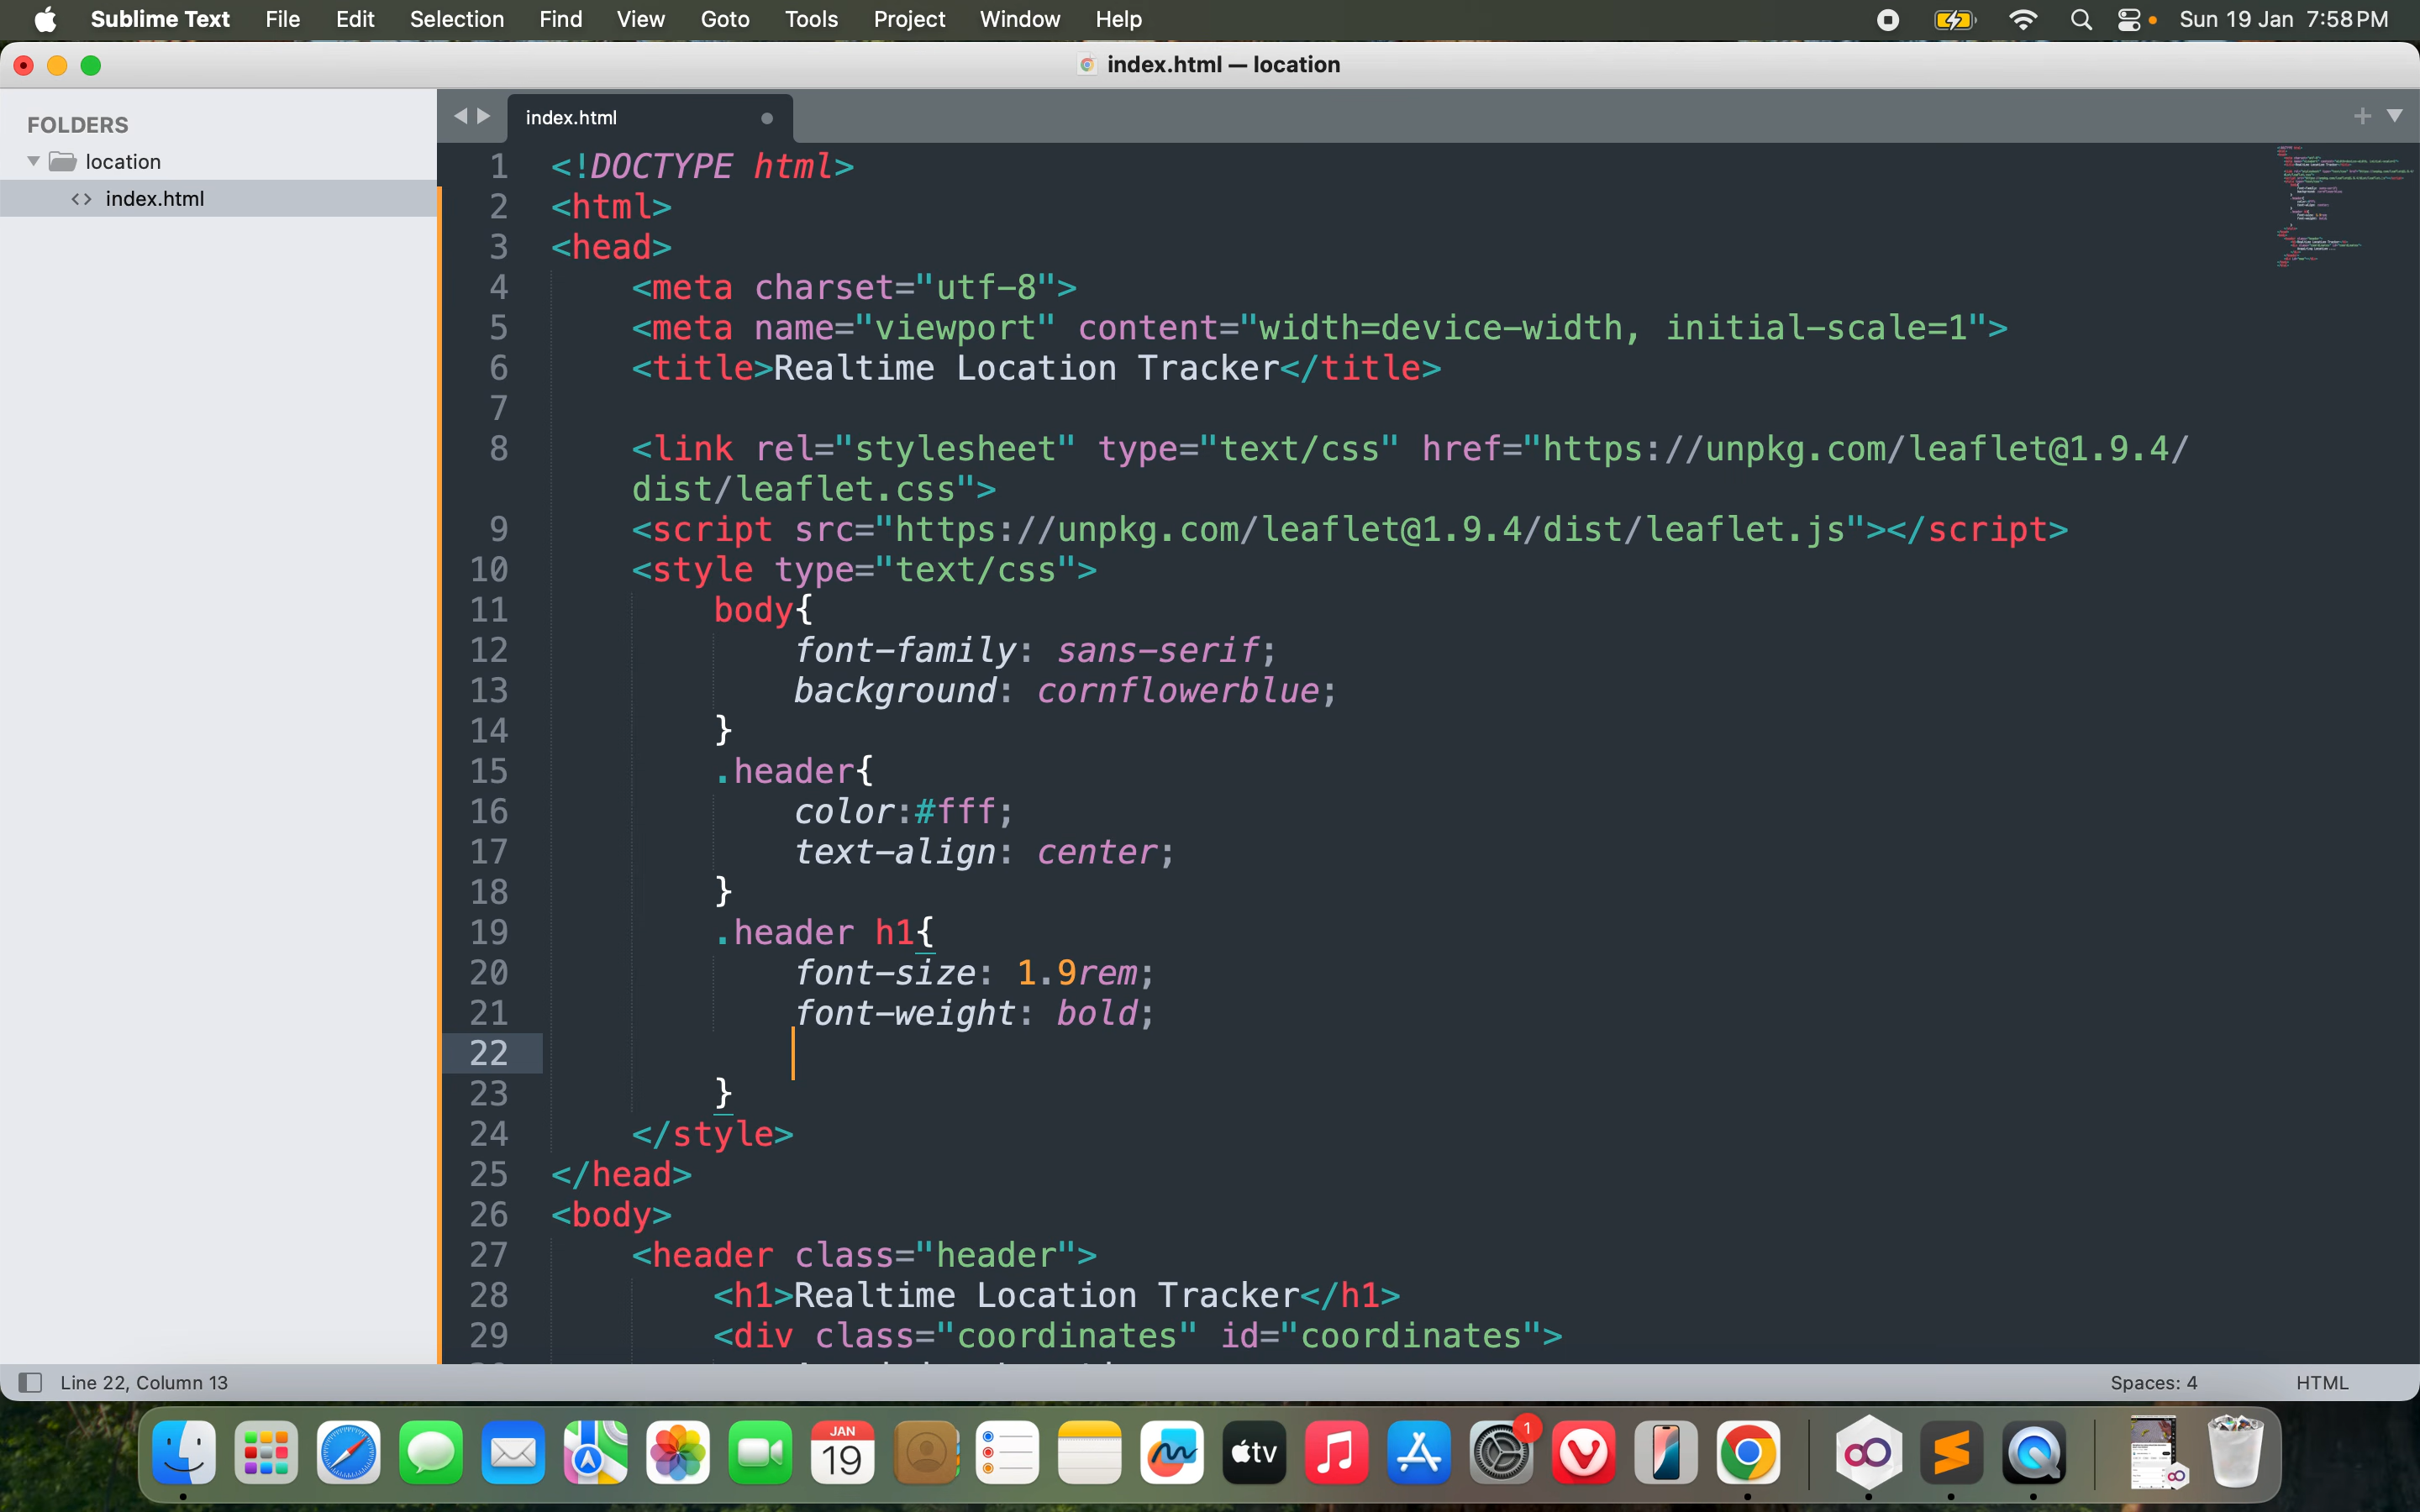 Sublime Text File Edit Selection Find View Goto Tools Project Window Help Sun 19 Jan 7:58 PM
index.html — location
FOLDERS
location
index.html
index.html
1 <!DOCTYPE html>
2 <html>
3 <head>
4 <meta charset="utf-8">
5 <meta name="viewport" content="width=device-width, initial-scale=1">
6 <title>Realtime Location Tracker</title>
7
8 <link rel="stylesheet" type="text/css" href="https://unpkg.com/leaflet@1.9.4/
dist/leaflet.css">
9 <script src="https://unpkg.com/leaflet@1.9.4/dist/leaflet.js"></script>
10 <style type="text/css">
11 body{
12 font-family: sans-serif;
13 background: cornflowerblue;
14 }
15 .header{
16 color:#fff;
17 text-align: center;
18 }
19 .header h1{
20 font-size: 1.9rem;
21 font-weight: bold;
22
23 }
24 </style>
25 </head>
26 <body>
27 <header class="header">
28 <h1>Realtime Location Tracker</h1>
29 <div class="coordinates" id="coordinates">
Line 22, Column 13 Spaces: 4 HTML
JAN
19
tv
1